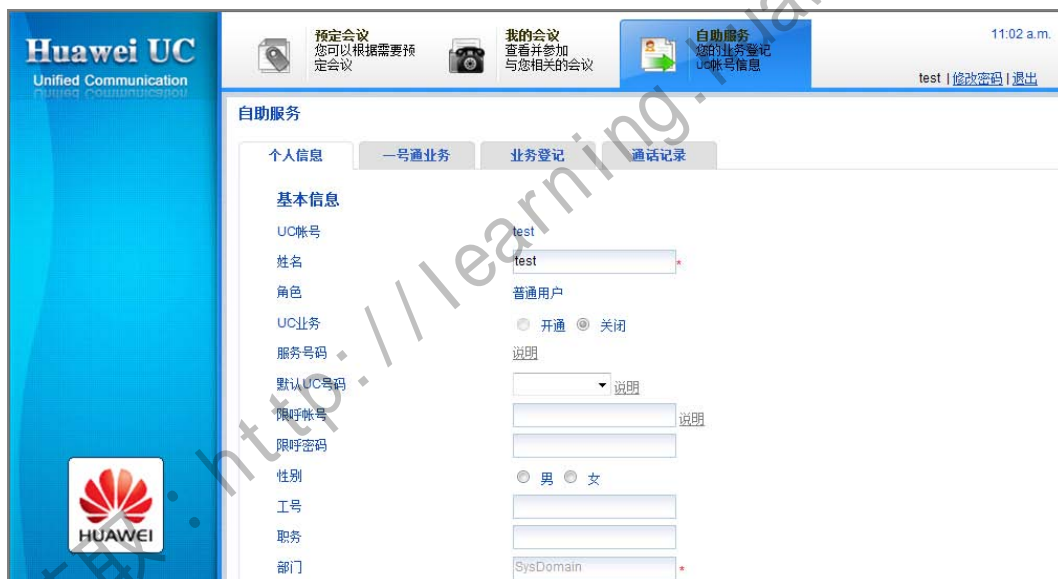 Huawei UC
Unified Communication
预定会议
您可以根据需要预
定会议
我的会议
查看并参加
与您相关的会议
自助服务
您的业务登记
UC帐号信息
11:02 a.m.
test | 修改密码 | 退出
自助服务
个人信息 一号通业务 业务登记 通话记录
基本信息
UC帐号 test
姓名 test *
角色 普通用户
UC业务 开通 关闭
服务号码 说明
默认UC号码 说明
限呼帐号 说明
限呼密码
性别 男 女
工号
职务
部门 SysDomain *
HUAWEI
取:http://learning.hua